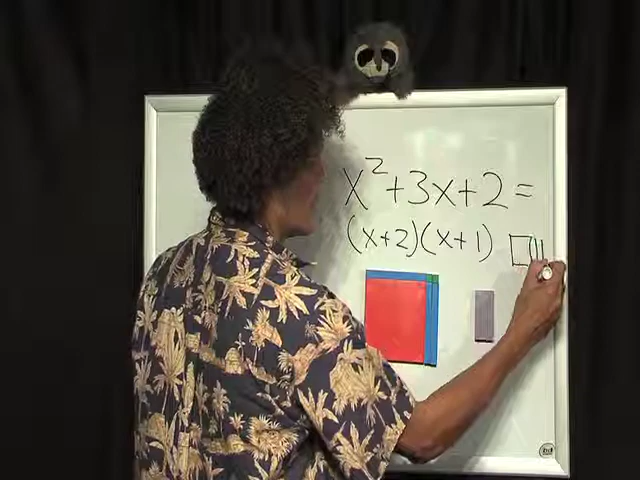 x²+3x+2=
(x+2)(x+1)